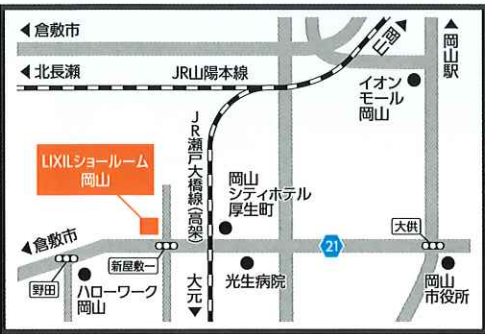 ◀倉敷市
◀北長瀬
JR山陽本線
岡山▶
▲岡山駅
イオン
モール
岡山
LIXILショールーム
岡山
JR瀬戸大橋線(高架)
岡山
シティホテル
厚生町
◀倉敷市
新屋敷一
野田
ハローワーク
岡山
大元▼
光生病院
21
大供
岡山
市役所